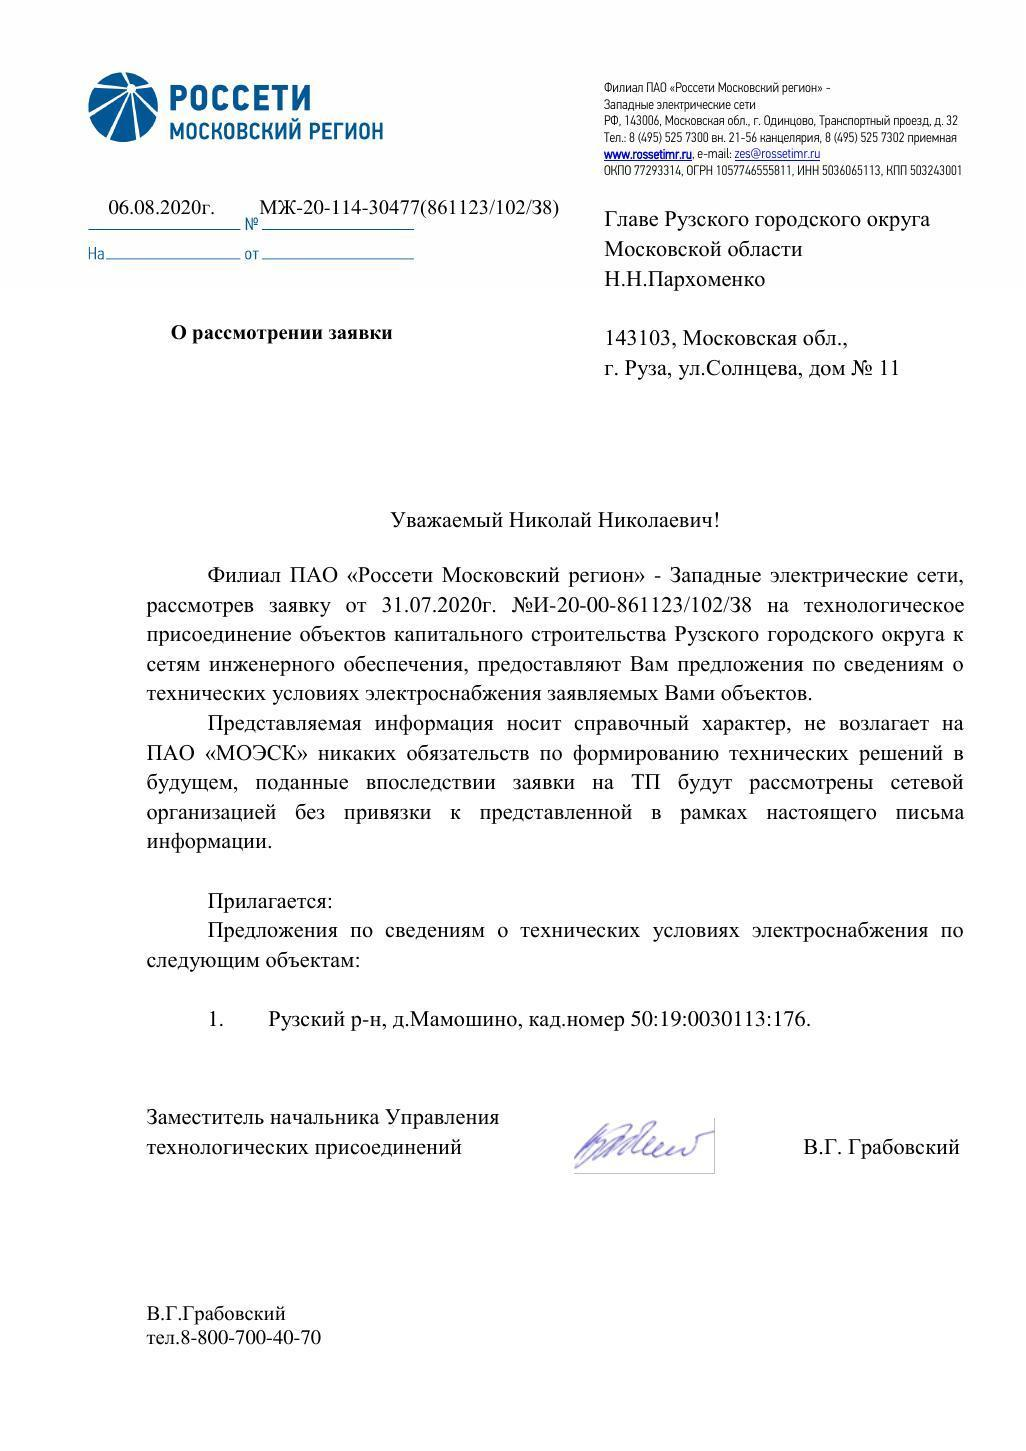 РОССЕТИ
МОСКОВСКИЙ РЕГИОН
Филиал ПАО «Россети Московский регион» -
Западные электрические сети
РФ, 143006, Московская обл., г. Одинцово, Транспортный проезд, д. 32
Тел.: 8 (495) 525 7300 вн. 21-56 канцелярия, 8 (495) 525 7302 приемная
www.rossetimr.ru, e-mail: zes@rossetimr.ru
ОКПО 77293314, ОГРН 1057746555811, ИНН 5036065113, КПП 503243001
06.08.2020г. № МЖ-20-114-30477(861123/102/З8)
На от
Главе Рузского городского округа
Московской области
Н.Н.Пархоменко
О рассмотрении заявки
143103, Московская обл.,
г. Руза, ул.Солнцева, дом № 11
Уважаемый Николай Николаевич!
Филиал ПАО «Россети Московский регион» - Западные электрические сети,
рассмотрев заявку от 31.07.2020г. №И-20-00-861123/102/З8 на технологическое
присоединение объектов капитального строительства Рузского городского округа к
сетям инженерного обеспечения, предоставляют Вам предложения по сведениям о
технических условиях электроснабжения заявляемых Вами объектов.
Представляемая информация носит справочный характер, не возлагает на
ПАО «МОЭСК» никаких обязательств по формированию технических решений в
будущем, поданные впоследствии заявки на ТП будут рассмотрены сетевой
организацией без привязки к представленной в рамках настоящего письма
информации.
Прилагается:
Предложения по сведениям о технических условиях электроснабжения по
следующим объектам:
1. Рузский р-н, д.Мамошино, кад.номер 50:19:0030113:176.
Заместитель начальника Управления
технологических присоединений В.Г. Грабовский
В.Г.Грабовский
тел.8-800-700-40-70